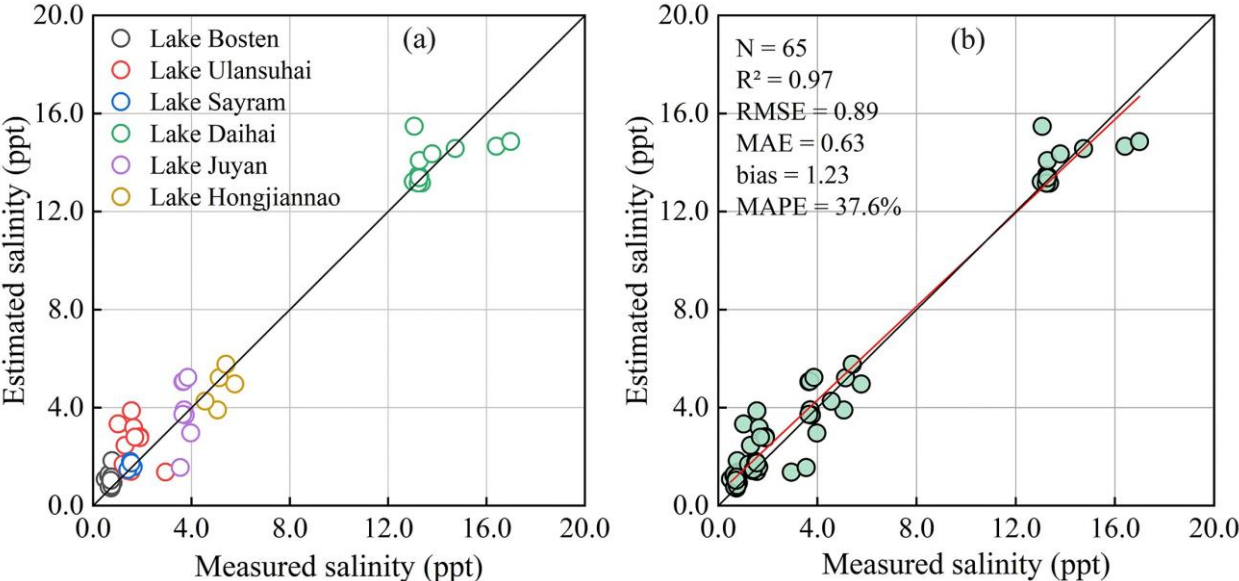 20.0
16.0
12.0
8.0
4.0
0.0
Estimated salinity (ppt)
Lake Bosten
Lake Ulansuhai
Lake Sayram
Lake Daihai
Lake Juyan
Lake Hongjiannao
(a)
0.0 4.0 8.0 12.0 16.0 20.0
Measured salinity (ppt)
20.0
16.0
12.0
8.0
4.0
0.0
Estimated salinity (ppt)
(b)
N = 65
R² = 0.97
RMSE = 0.89
MAE = 0.63
bias = 1.23
MAPE = 37.6%
0.0 4.0 8.0 12.0 16.0 20.0
Measured salinity (ppt)